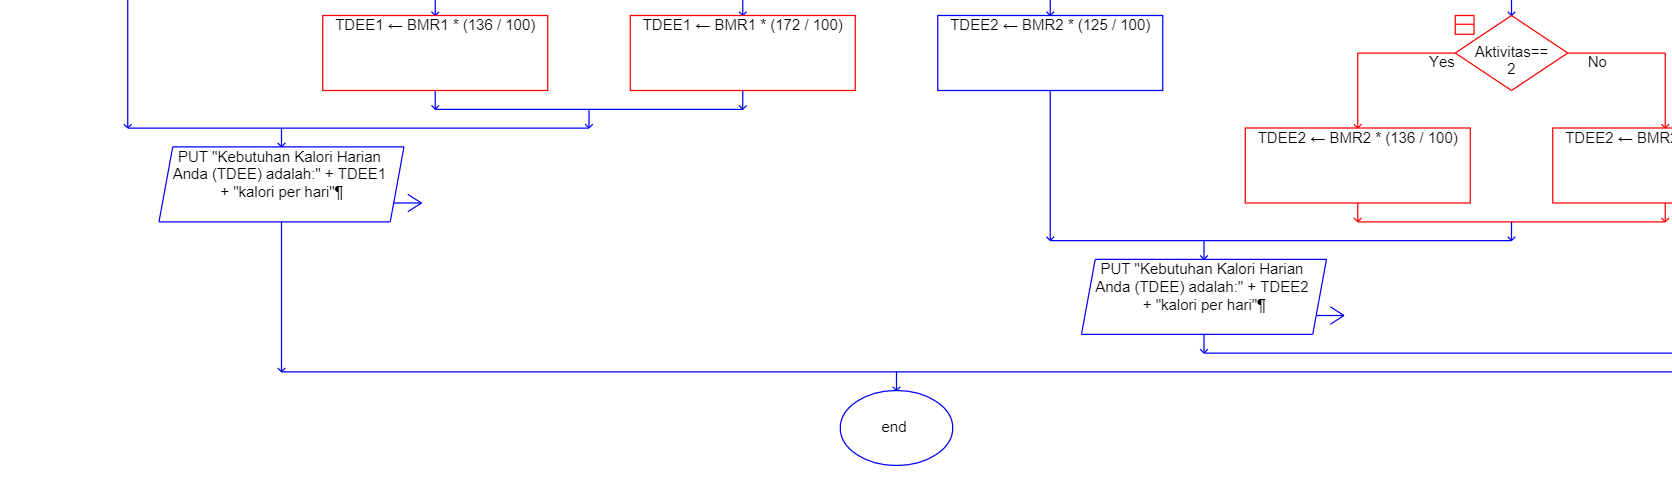 TDEE1 ← BMR1 * (136 / 100)
TDEE1 ← BMR1 * (172 / 100)
TDEE2 ← BMR2 * (125 / 100)
Aktivitas==
2
Yes
No
TDEE2 ← BMR2 * (136 / 100)
TDEE2 ← BMR
PUT "Kebutuhan Kalori Harian
Anda (TDEE) adalah:" + TDEE1
+ "kalori per hari"¶
PUT "Kebutuhan Kalori Harian
Anda (TDEE) adalah:" + TDEE2
+ "kalori per hari"¶
end